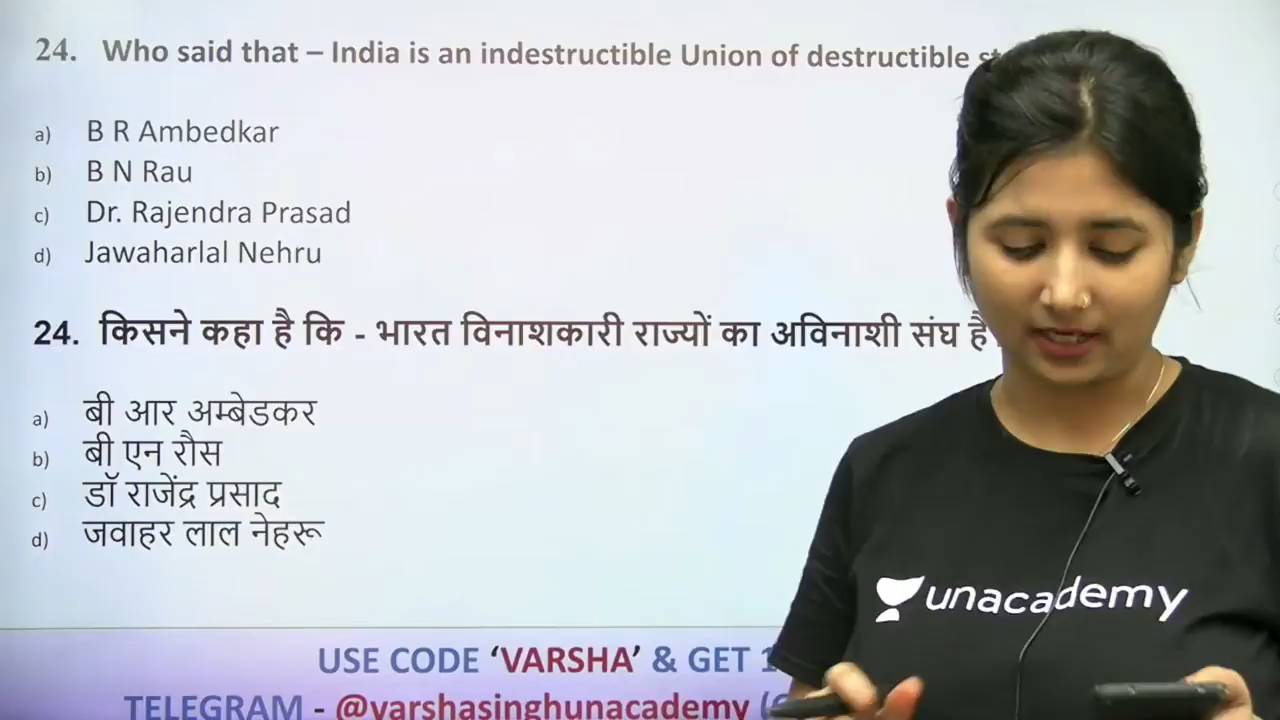 24. Who said that – India is an indestructible Union of destructible
a) B R Ambedkar
b) B N Rau
c) Dr. Rajendra Prasad
d) Jawaharlal Nehru
24. किसने कहा है कि - भारत विनाशकारी राज्यों का अविनाशी संघ है
a) बी आर अम्बेडकर
b) बी एन रौस
c) डॉ राजेंद्र प्रसाद
d) जवाहर लाल नेहरू
unacademy
USE CODE ‘VARSHA’ & GET
TELEGRAM - @varshasinghunacademy